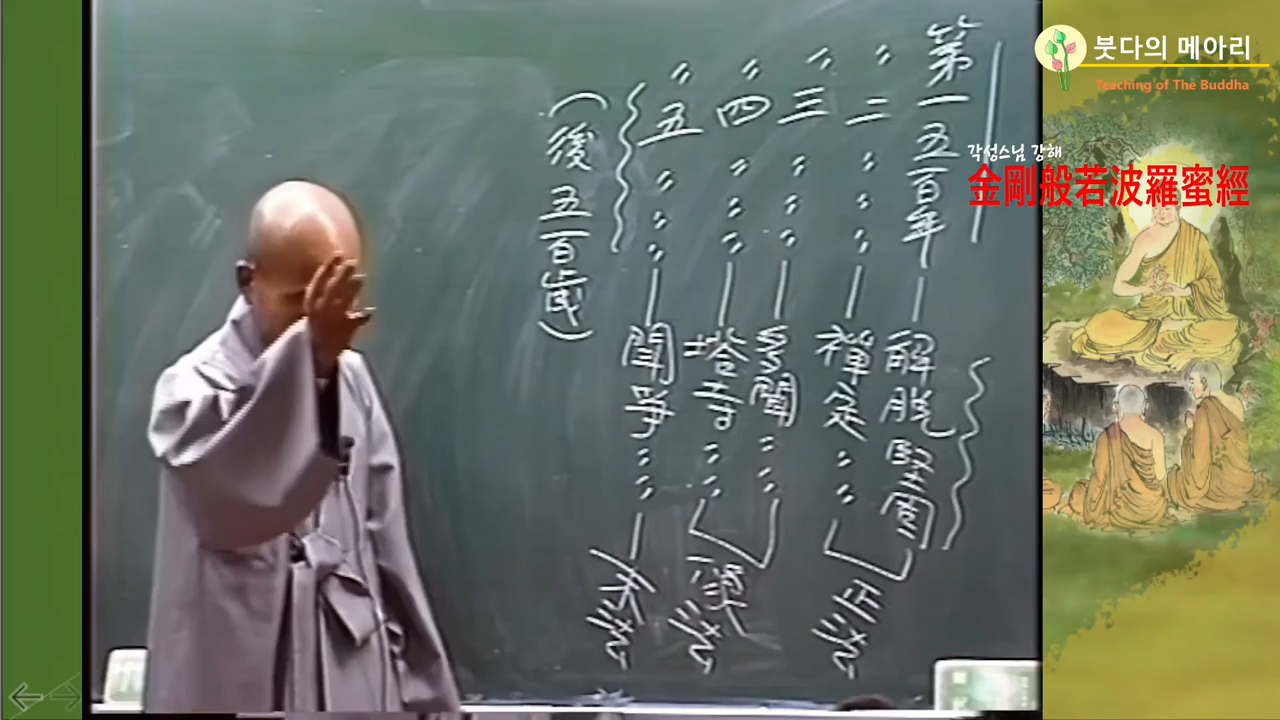 붓다의 메아리
Teaching of The Buddha
각성스님 강해
金剛般若波羅蜜經
第一五百年 — 解脫堅固
〃二〃〃〃 — 禪定〃〃
正法
〃三〃〃〃 — 多聞〃〃
〃四〃〃〃 — 塔寺〃〃
像法
〃五〃〃〃 — 鬪諍〃〃 — 末法
(後五百歲)